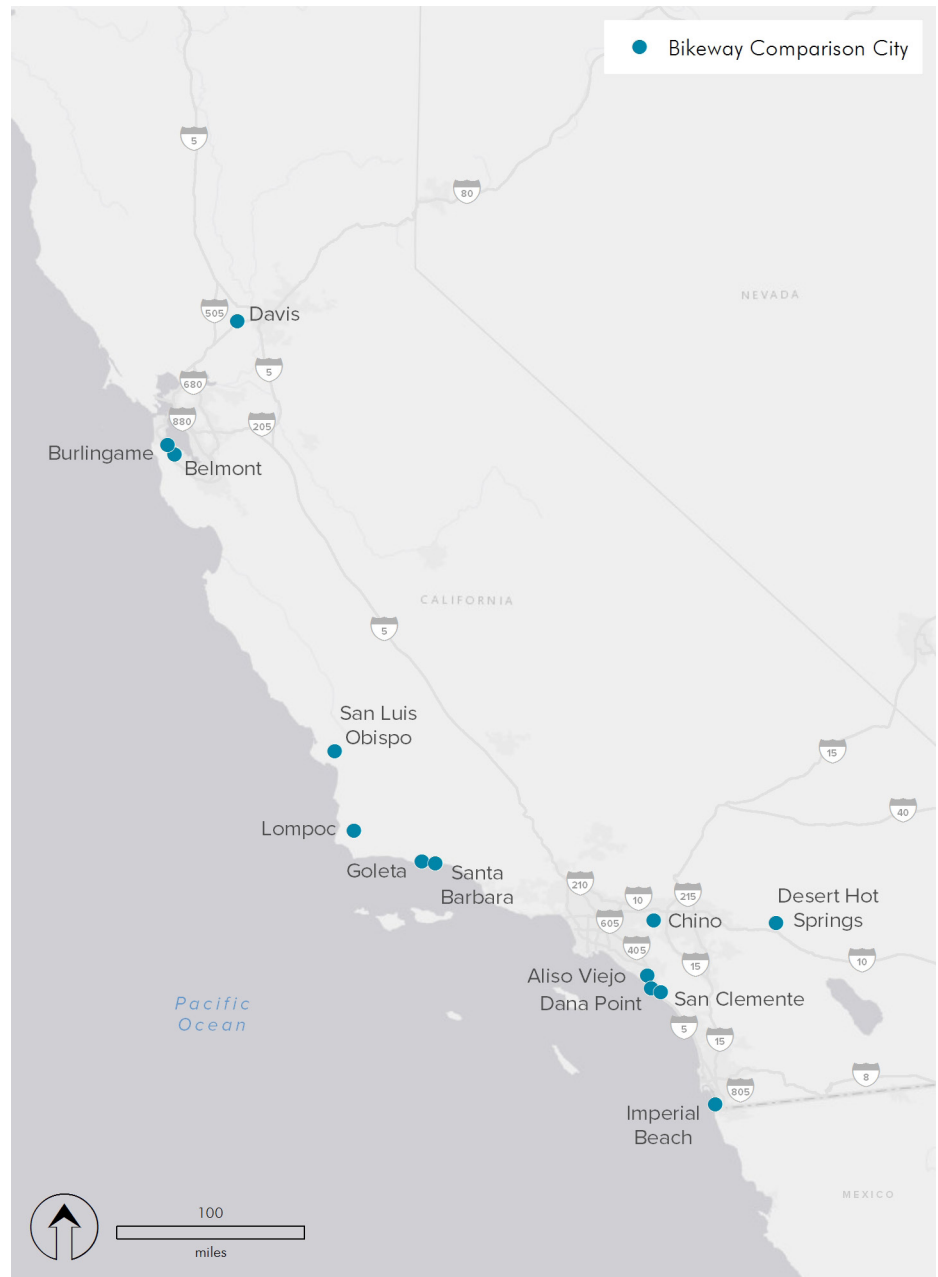 Bikeway Comparison City
5
80
NEVADA
505
Davis
5
680
880
205
Burlingame
Belmont
CALIFORNIA
5
San Luis
Obispo
15
40
Lompoc
Goleta
Santa
Barbara
210
10
215
Desert Hot
Springs
605
Chino
405
15
10
Aliso Viejo
Dana Point
San Clemente
Pacific
Ocean
5
15
8
805
Imperial
Beach
MEXICO
100
miles